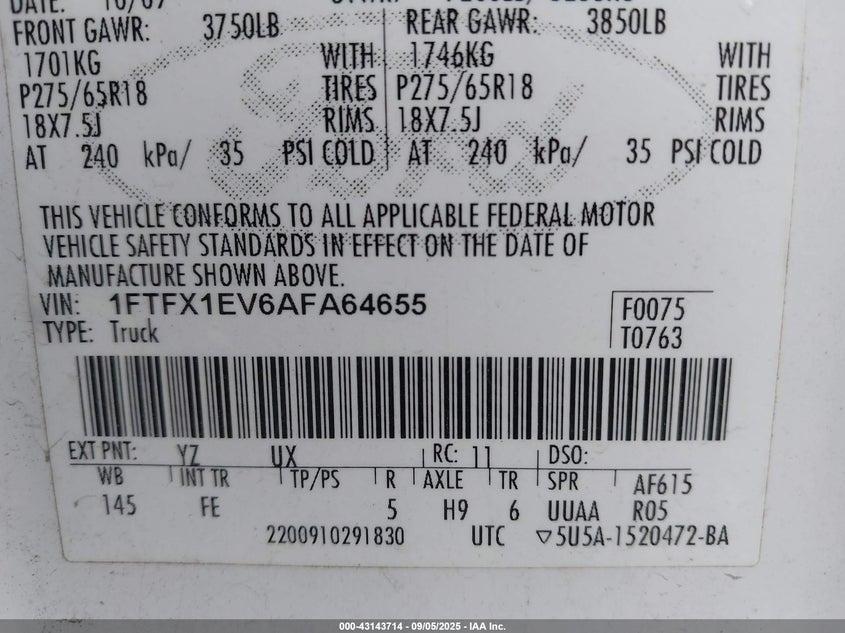 DATE: 10/07
FRONT GAWR: 3750LB REAR GAWR: 3850LB
1701KG WITH 1746KG WITH
P275/65R18 TIRES P275/65R18 TIRES
18X7.5J RIMS 18X7.5J RIMS
AT 240 kPa/ 35 PSI COLD AT 240 kPa/ 35 PSI COLD
THIS VEHICLE CONFORMS TO ALL APPLICABLE FEDERAL MOTOR
VEHICLE SAFETY STANDARDS IN EFFECT ON THE DATE OF
MANUFACTURE SHOWN ABOVE.
VIN: 1FTFX1EV6AFA64655 F0075
TYPE: Truck T0763
EXT PNT: YZ UX RC: 11 DSO:
WB INT TR TP/PS R AXLE TR SPR AF615
145 FE 5 H9 6 UUAA R05
2200910291830 UTC ▽5U5A-1520472-BA
000-43143714 - 09/05/2025 - IAA Inc.